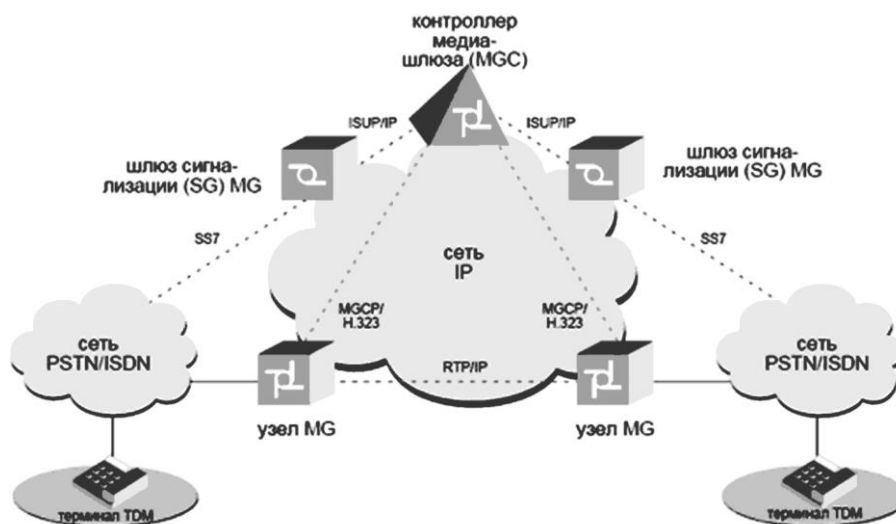 контроллер
медиа-
шлюза (MGC)
ISUP/IP
ISUP/IP
шлюз сигна-
лизации (SG) MG
шлюз сигна-
лизации (SG) MG
SS7
SS7
сеть
IP
MGCP/
H.323
MGCP/
H.323
сеть
PSTN/ISDN
сеть
PSTN/ISDN
RTP/IP
узел MG
узел MG
терминал TDM
терминал TDM